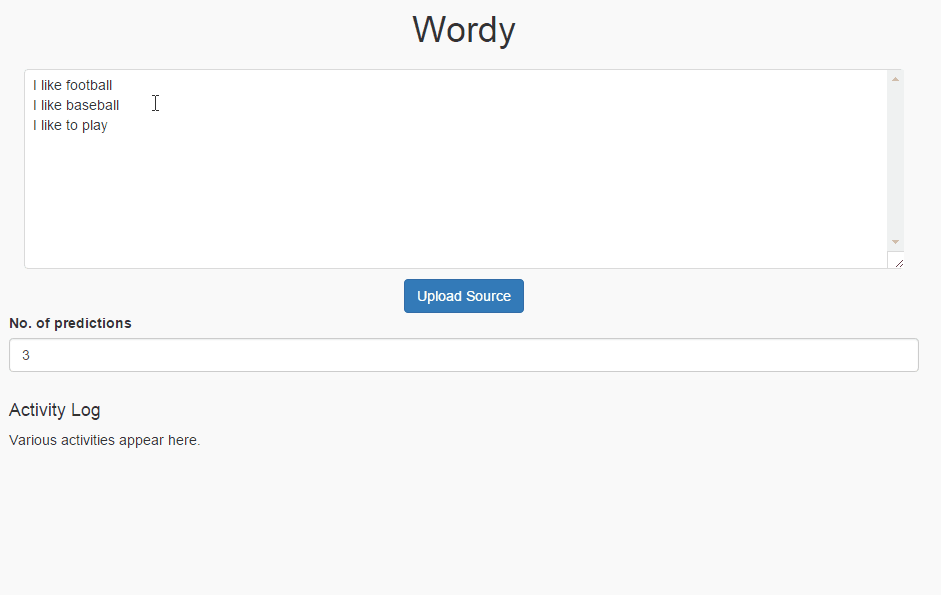 Wordy
I like football
I like baseball
I like to play
Upload Source
No. of predictions
3
Activity Log
Various activities appear here.